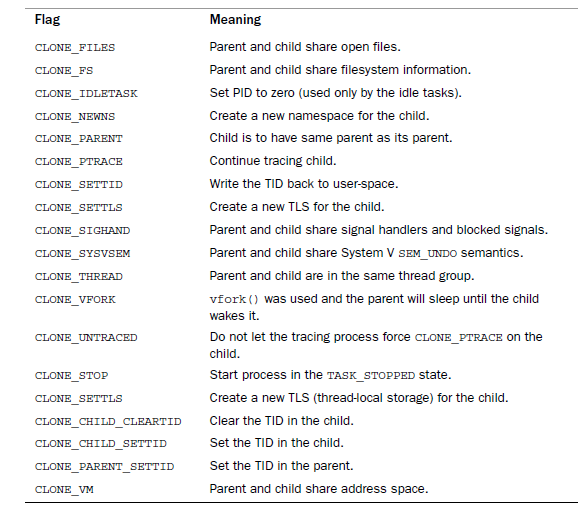 Flag Meaning
CLONE_FILES Parent and child share open files.
CLONE_FS Parent and child share filesystem information.
CLONE_IDLETASK Set PID to zero (used only by the idle tasks).
CLONE_NEWNS Create a new namespace for the child.
CLONE_PARENT Child is to have same parent as its parent.
CLONE_PTRACE Continue tracing child.
CLONE_SETTID Write the TID back to user-space.
CLONE_SETTLS Create a new TLS for the child.
CLONE_SIGHAND Parent and child share signal handlers and blocked signals.
CLONE_SYSVSEM Parent and child share System V SEM_UNDO semantics.
CLONE_THREAD Parent and child are in the same thread group.
CLONE_VFORK vfork() was used and the parent will sleep until the child
wakes it.
CLONE_UNTRACED Do not let the tracing process force CLONE_PTRACE on the
child.
CLONE_STOP Start process in the TASK_STOPPED state.
CLONE_SETTLS Create a new TLS (thread-local storage) for the child.
CLONE_CHILD_CLEARTID Clear the TID in the child.
CLONE_CHILD_SETTID Set the TID in the child.
CLONE_PARENT_SETTID Set the TID in the parent.
CLONE_VM Parent and child share address space.